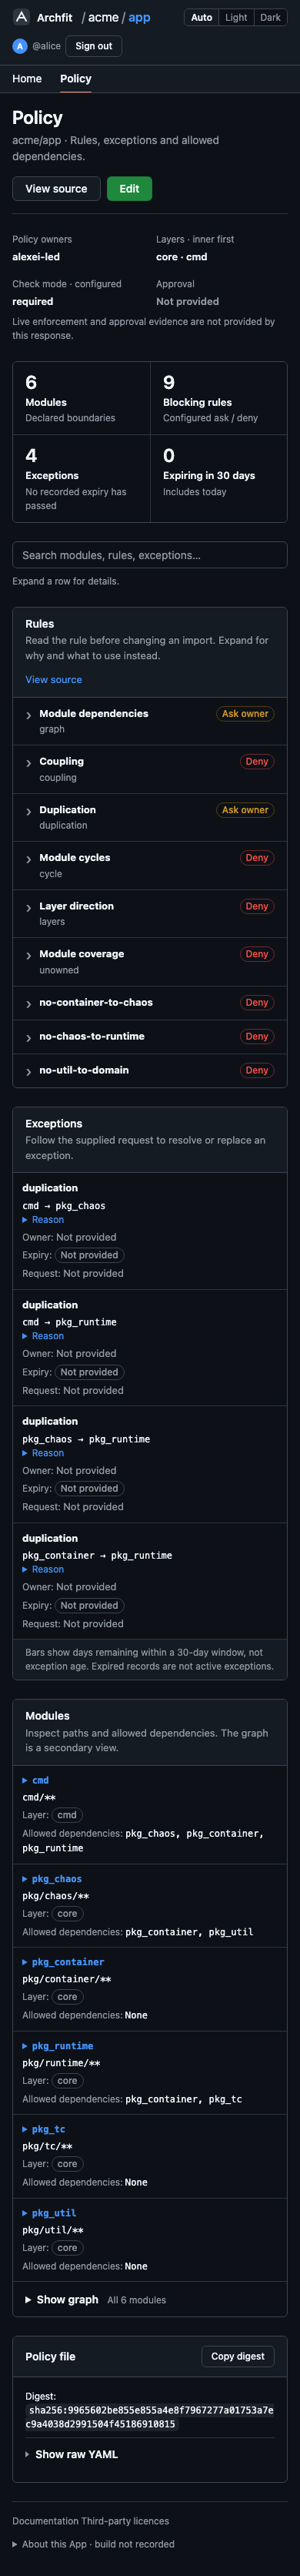 Archfit / acme / app
Auto Light Dark
A @alice Sign out
Home Policy
Policy
acme/app · Rules, exceptions and allowed
dependencies.
View source Edit
Policy owners
alexei-led
Layers · inner first
core · cmd
Check mode · configured
required
Approval
Not provided
Live enforcement and approval evidence are not provided by
this response.
6
Modules
Declared boundaries
9
Blocking rules
Configured ask / deny
4
Exceptions
No recorded expiry has
passed
0
Expiring in 30 days
Includes today
Search modules, rules, exceptions...
Expand a row for details.
Rules
Read the rule before changing an import. Expand for
why and what to use instead.
View source
Module dependencies Ask owner
graph
Coupling Deny
coupling
Duplication Ask owner
duplication
Module cycles Deny
cycle
Layer direction Deny
layers
Module coverage Deny
unowned
no-container-to-chaos Deny
no-chaos-to-runtime Deny
no-util-to-domain Deny
Exceptions
Follow the supplied request to resolve or replace an
exception.
duplication
cmd → pkg_chaos
Reason
Owner: Not provided
Expiry: Not provided
Request: Not provided
duplication
cmd → pkg_runtime
Reason
Owner: Not provided
Expiry: Not provided
Request: Not provided
duplication
pkg_chaos → pkg_runtime
Reason
Owner: Not provided
Expiry: Not provided
Request: Not provided
duplication
pkg_container → pkg_runtime
Reason
Owner: Not provided
Expiry: Not provided
Request: Not provided
Bars show days remaining within a 30-day window, not
exception age. Expired records are not active exceptions.
Modules
Inspect paths and allowed dependencies. The graph
is a secondary view.
cmd
cmd/**
Layer: cmd
Allowed dependencies: pkg_chaos, pkg_container,
pkg_runtime
pkg_chaos
pkg/chaos/**
Layer: core
Allowed dependencies: pkg_container, pkg_util
pkg_container
pkg/container/**
Layer: core
Allowed dependencies: None
pkg_runtime
pkg/runtime/**
Layer: core
Allowed dependencies: pkg_container, pkg_tc
pkg_tc
pkg/tc/**
Layer: core
Allowed dependencies: None
pkg_util
pkg/util/**
Layer: core
Allowed dependencies: None
Show graph All 6 modules
Policy file Copy digest
Digest:
sha256:9965602be855e855a4e8f7967277a01753a7e
c9a4038d2991504f45186910815
Show raw YAML
Documentation Third-party licences
About this App · build not recorded